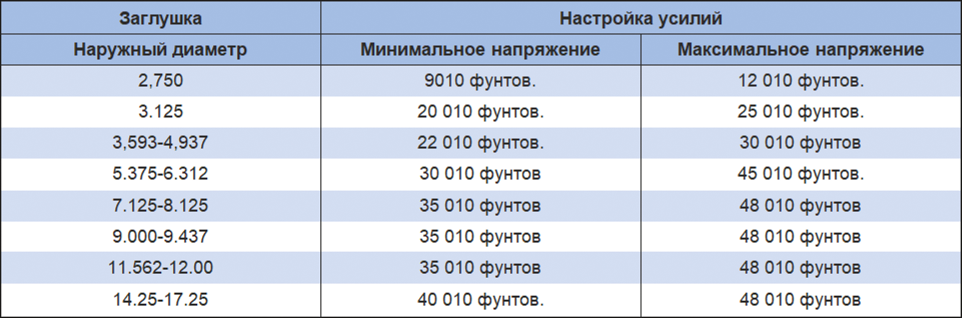 Заглушка Настройка усилий
Наружный диаметр Минимальное напряжение Максимальное напряжение
2,750 9010 фунтов. 12 010 фунтов.
3.125 20 010 фунтов. 25 010 фунтов.
3,593-4,937 22 010 фунтов. 30 010 фунтов
5.375-6.312 30 010 фунтов 45 010 фунтов.
7.125-8.125 35 010 фунтов 48 010 фунтов
9.000-9.437 35 010 фунтов 48 010 фунтов
11.562-12.00 35 010 фунтов 48 010 фунтов
14.25-17.25 40 010 фунтов. 48 010 фунтов